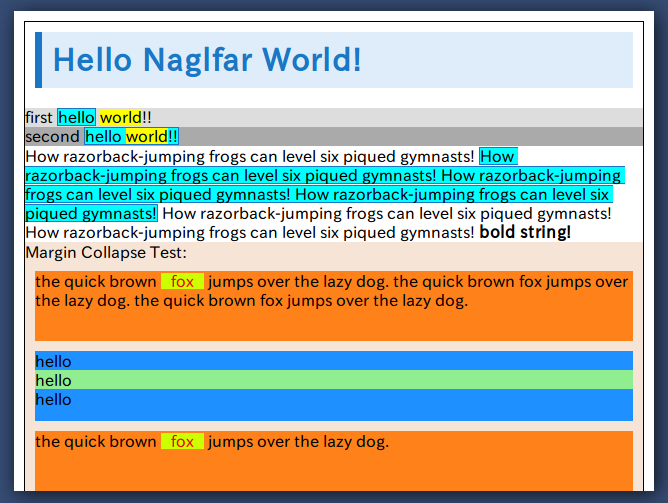 Hello Naglfar World!
first hello world!!
second hello world!!
How razorback-jumping frogs can level six piqued gymnasts! How
razorback-jumping frogs can level six piqued gymnasts! How razorback-jumping
frogs can level six piqued gymnasts! How razorback-jumping frogs can level six
piqued gymnasts! How razorback-jumping frogs can level six piqued gymnasts!
How razorback-jumping frogs can level six piqued gymnasts! bold string!
Margin Collapse Test:
the quick brown fox jumps over the lazy dog. the quick brown fox jumps over
the lazy dog. the quick brown fox jumps over the lazy dog.
hello
hello
hello
the quick brown fox jumps over the lazy dog.